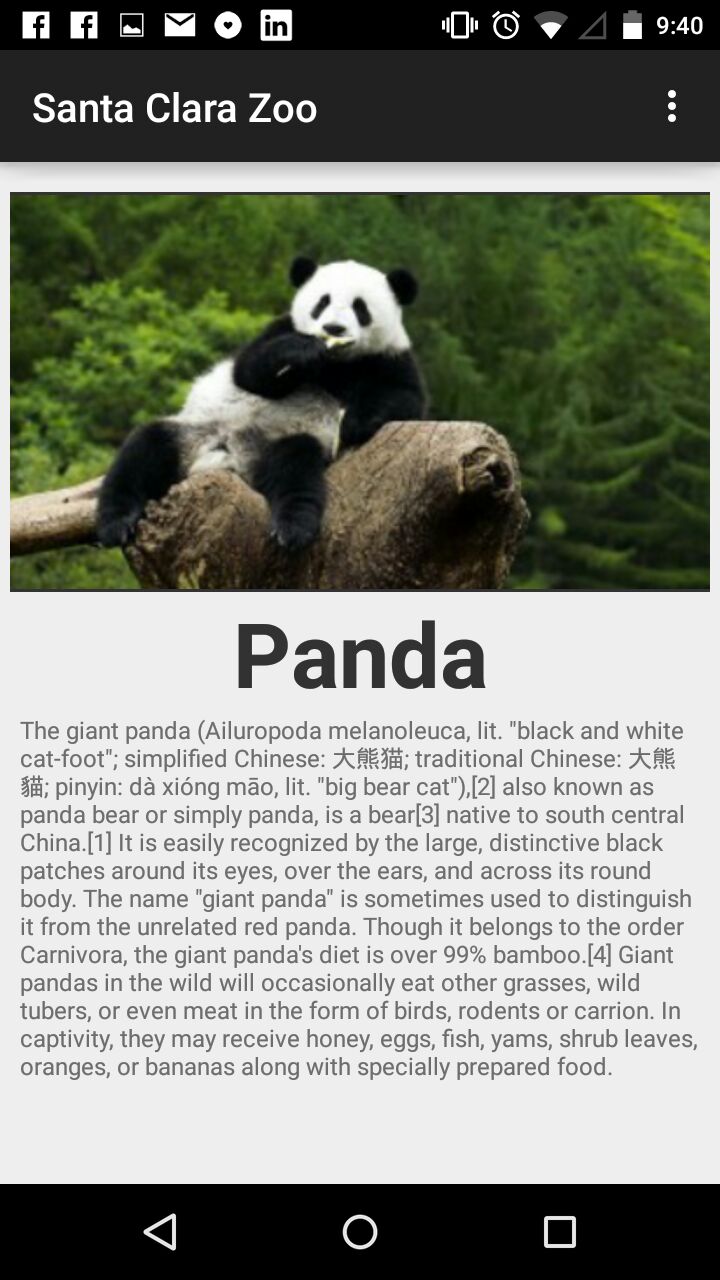 9:40
Santa Clara Zoo
Panda
The giant panda (Ailuropoda melanoleuca, lit. "black and white
cat-foot"; simplified Chinese: 大熊猫; traditional Chinese: 大熊
貓; pinyin: dà xióng māo, lit. "big bear cat"),[2] also known as
panda bear or simply panda, is a bear[3] native to south central
China.[1] It is easily recognized by the large, distinctive black
patches around its eyes, over the ears, and across its round
body. The name "giant panda" is sometimes used to distinguish
it from the unrelated red panda. Though it belongs to the order
Carnivora, the giant panda's diet is over 99% bamboo.[4] Giant
pandas in the wild will occasionally eat other grasses, wild
tubers, or even meat in the form of birds, rodents or carrion. In
captivity, they may receive honey, eggs, fish, yams, shrub leaves,
oranges, or bananas along with specially prepared food.